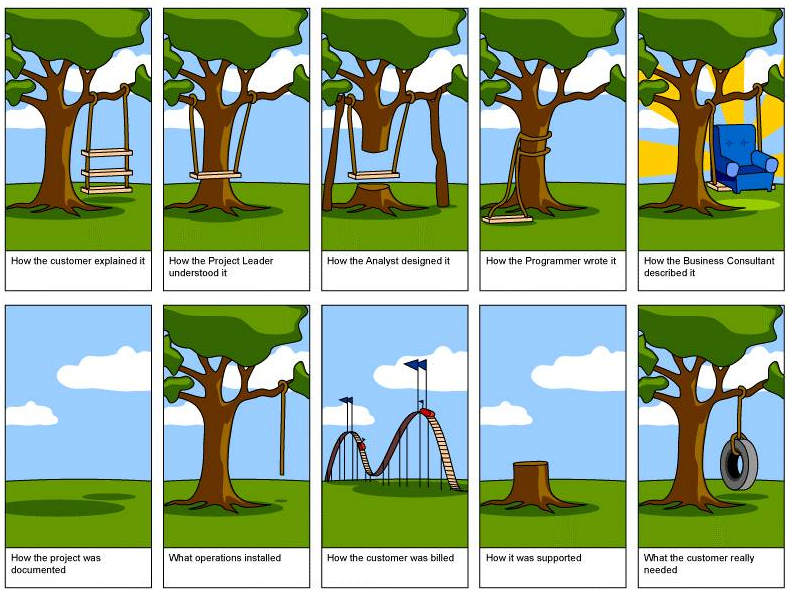 How the customer explained it
How the Project Leader
understood it
How the Analyst designed it
How the Programmer wrote it
How the Business Consultant
described it
How the project was
documented
What operations installed
How the customer was billed
How it was supported
What the customer really
needed